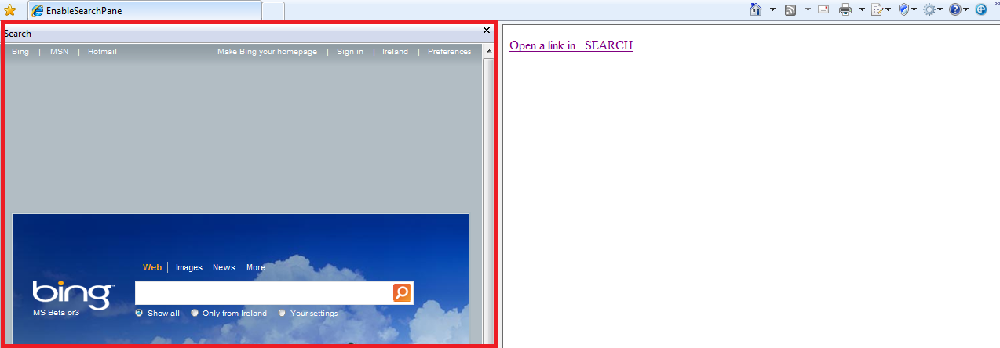 EnableSearchPane
Search
Bing | MSN | Hotmail Make Bing your homepage | Sign in | Ireland | Preferences
Open a link in SEARCH
Web Images News More
bing™
MS Beta or3
Show all Only from Ireland Your settings